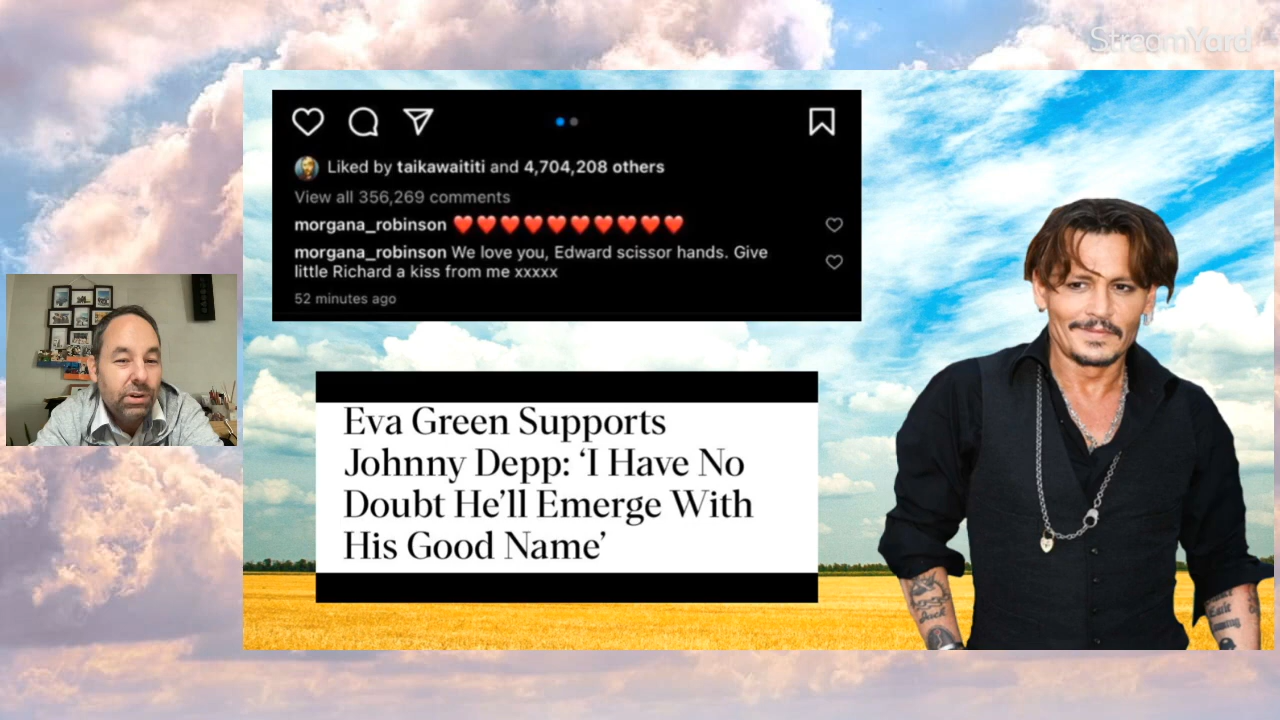 StreamYard
Liked by taikawaititi and 4,704,208 others
View all 356,269 comments
morgana_robinson ❤️❤️❤️❤️❤️❤️❤️❤️❤️❤️
morgana_robinson We love you, Edward scissor hands. Give
little Richard a kiss from me xxxxx
52 minutes ago
Eva Green Supports
Johnny Depp: ‘I Have No
Doubt He’ll Emerge With
His Good Name’
Jack